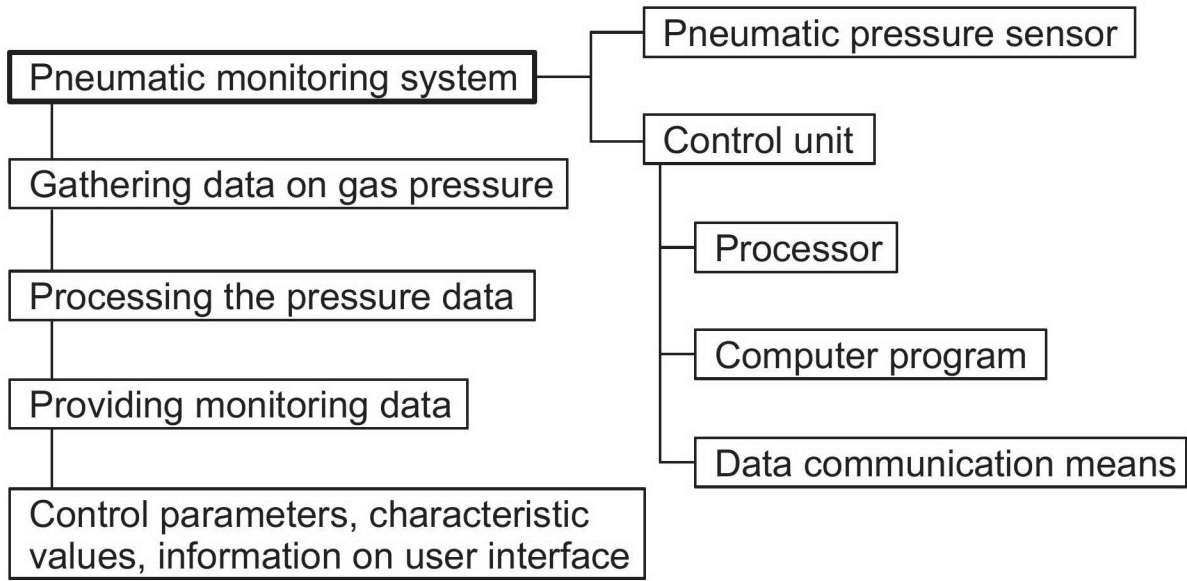 Pneumatic monitoring system
Gathering data on gas pressure
Processing the pressure data
Providing monitoring data
Control parameters, characteristic
values, information on user interface
Pneumatic pressure sensor
Control unit
Processor
Computer program
Data communication means